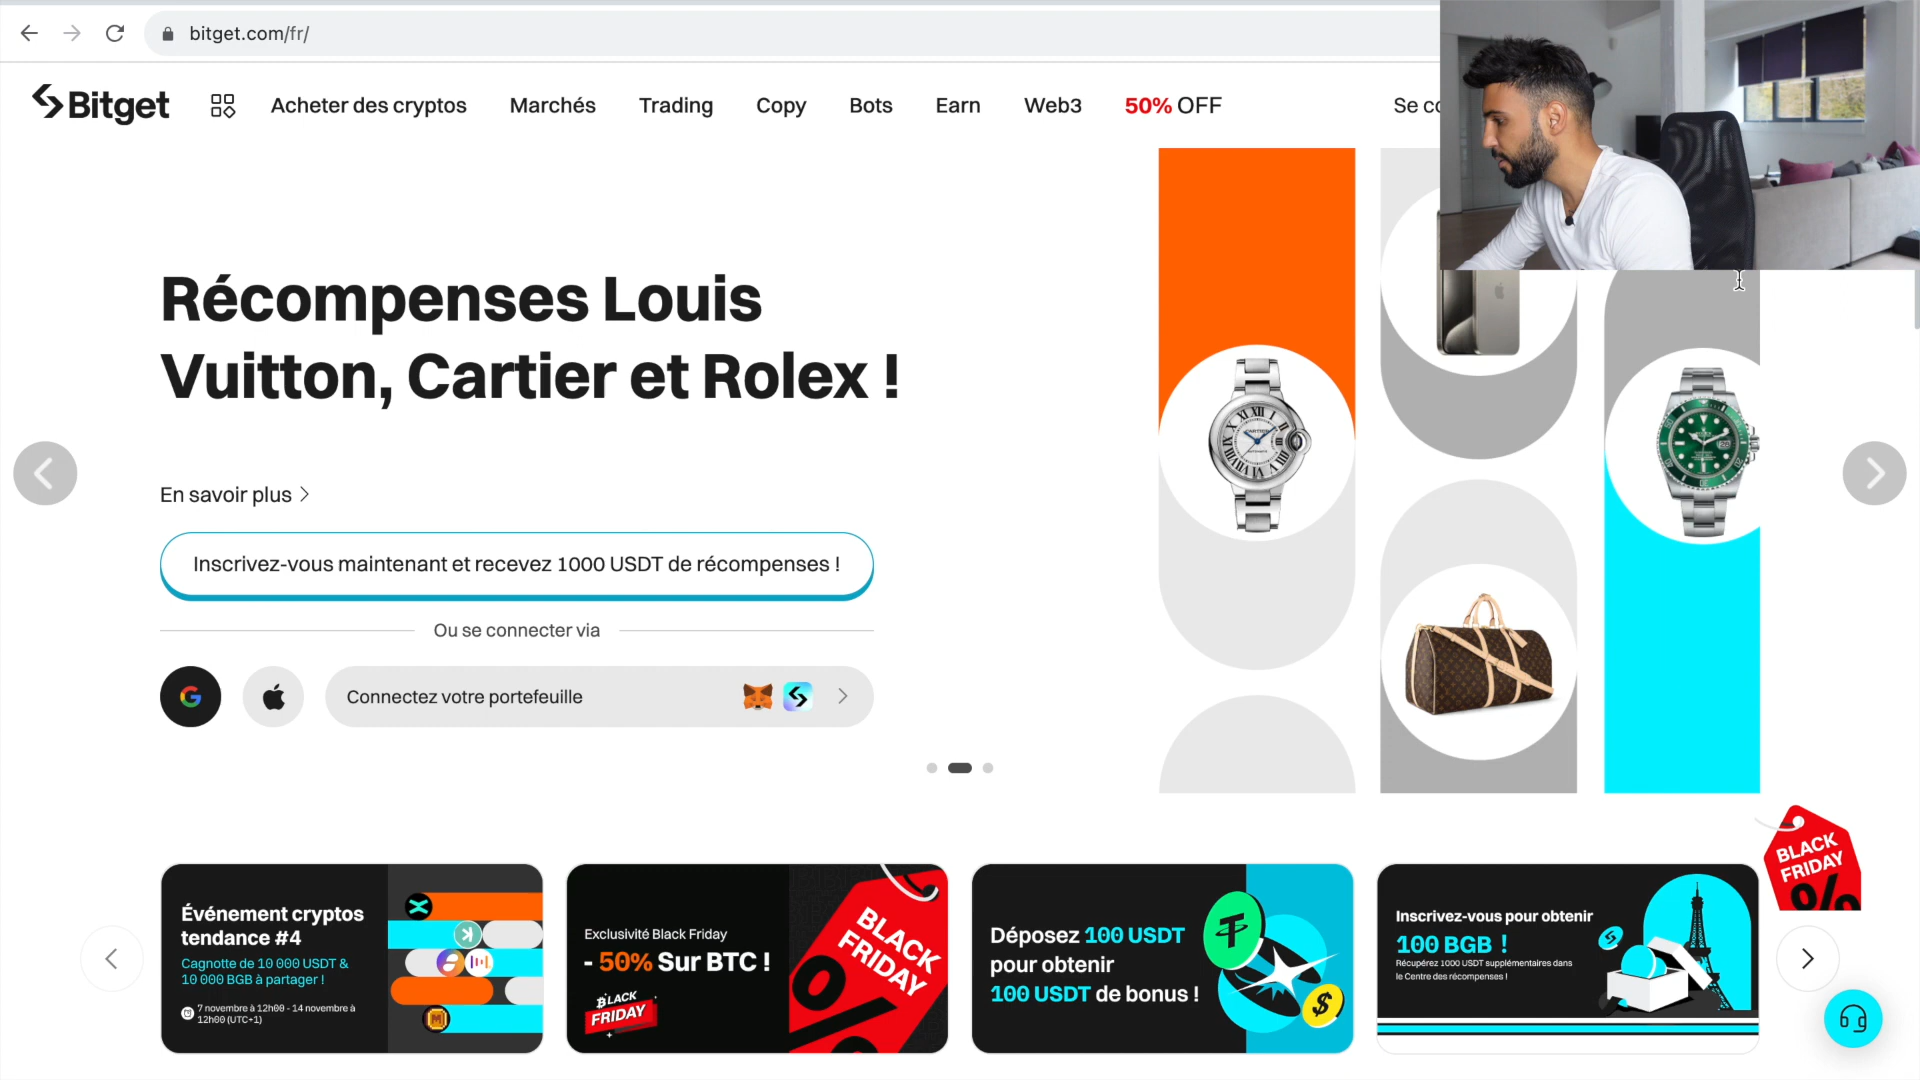 bitget.com/fr/
Bitget
Acheter des cryptos
Marchés
Trading
Copy
Bots
Earn
Web3
50% OFF
Se co
Récompenses Louis
Vuitton, Cartier et Rolex !
En savoir plus
Inscrivez-vous maintenant et recevez 1000 USDT de récompenses !
Ou se connecter via
Connectez votre portefeuille
BLACK
FRIDAY
%
Événement cryptos
tendance #4
Cagnotte de 10 000 USDT &
10 000 BGB à partager !
7 novembre à 12h00 - 14 novembre à
12h00 (UTC+1)
Exclusivité Black Friday
- 50% Sur BTC !
BLACK
FRIDAY
BLACK
FRIDAY
%
Déposez 100 USDT
pour obtenir
100 USDT de bonus !
Inscrivez-vous pour obtenir
100 BGB !
Récupérez 1000 USDT supplémentaires dans
le Centre des récompenses !